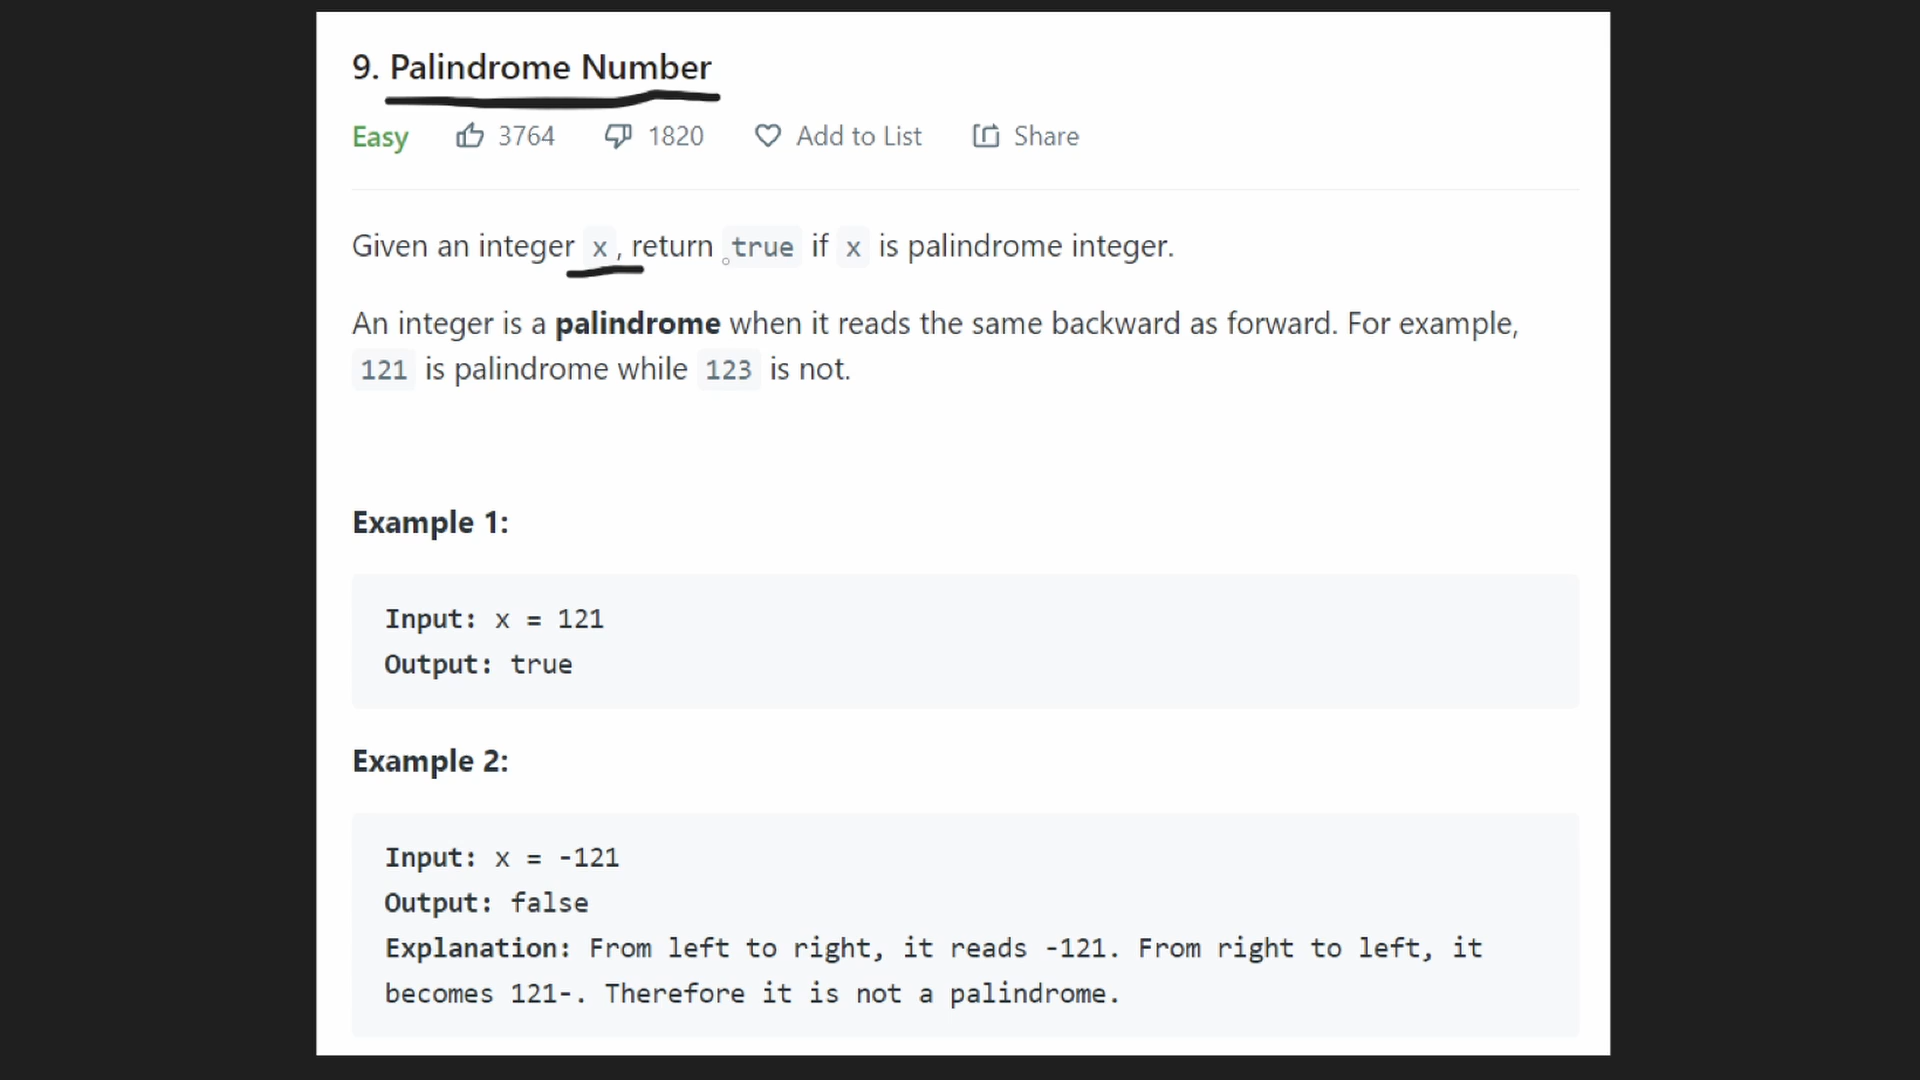 9. Palindrome Number
Easy 3764 1820 Add to List Share
Given an integer x, return true if x is palindrome integer.
An integer is a palindrome when it reads the same backward as forward. For example,
121 is palindrome while 123 is not.
Example 1:
Input: x = 121
Output: true
Example 2:
Input: x = -121
Output: false
Explanation: From left to right, it reads -121. From right to left, it
becomes 121-. Therefore it is not a palindrome.